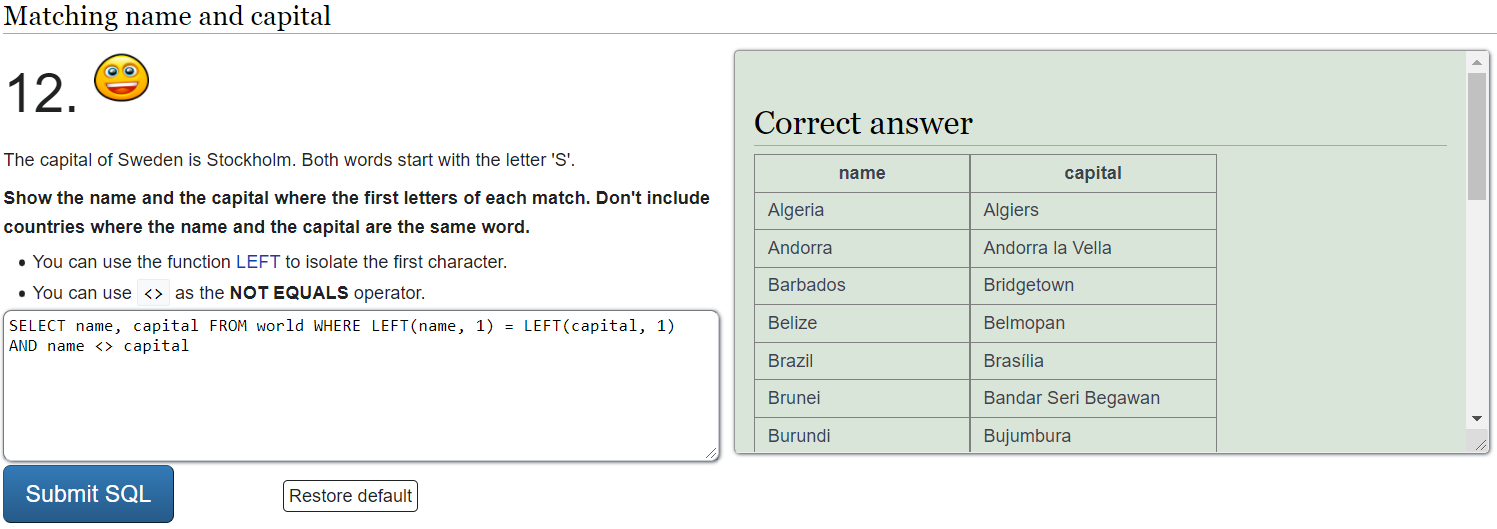 Matching name and capital
12.
The capital of Sweden is Stockholm. Both words start with the letter 'S'.
Show the name and the capital where the first letters of each match. Don't include
countries where the name and the capital are the same word.
You can use the function LEFT to isolate the first character.
You can use <> as the NOT EQUALS operator.
SELECT name, capital FROM world WHERE LEFT(name, 1) = LEFT(capital, 1)
AND name <> capital
Submit SQL
Restore default
Correct answer
name capital
Algeria Algiers
Andorra Andorra la Vella
Barbados Bridgetown
Belize Belmopan
Brazil Brasília
Brunei Bandar Seri Begawan
Burundi Bujumbura